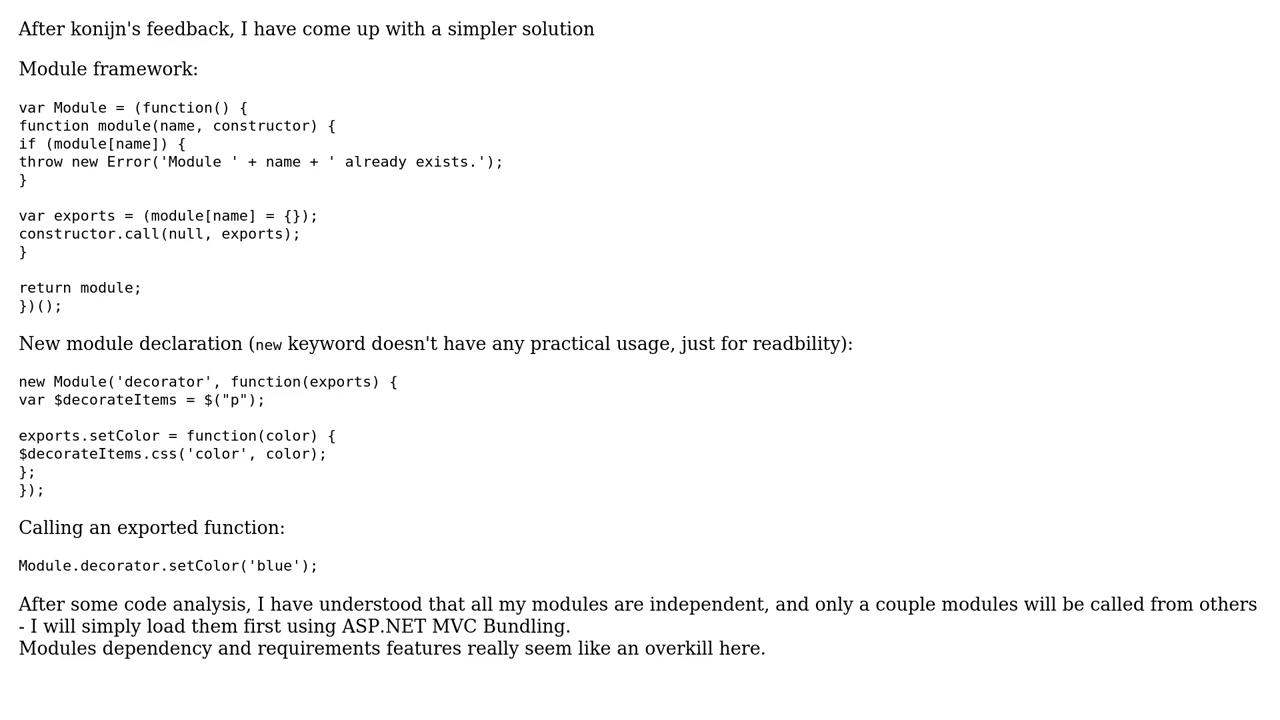 After konijn's feedback, I have come up with a simpler solution
Module framework:
var Module = (function() {
function module(name, constructor) {
if (module[name]) {
throw new Error('Module ' + name + ' already exists.');
}
var exports = (module[name] = {});
constructor.call(null, exports);
}
return module;
})();
New module declaration (new keyword doesn't have any practical usage, just for readbility):
new Module('decorator', function(exports) {
var $decorateItems = $("p");
exports.setColor = function(color) {
$decorateItems.css('color', color);
};
});
Calling an exported function:
Module.decorator.setColor('blue');
After some code analysis, I have understood that all my modules are independent, and only a couple modules will be called from others
- I will simply load them first using ASP.NET MVC Bundling.
Modules dependency and requirements features really seem like an overkill here.